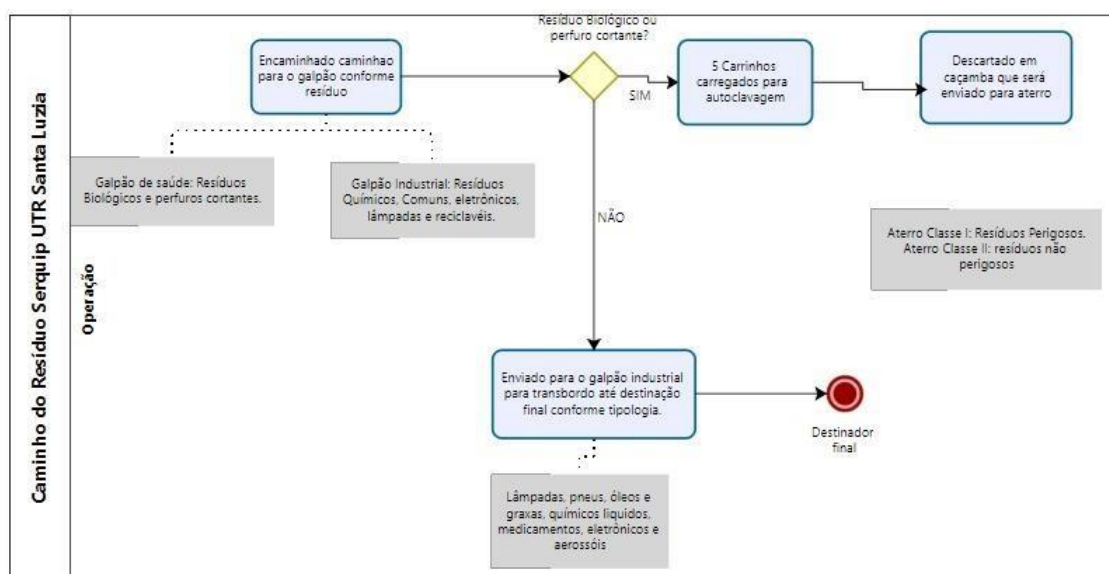 Caminho do Resíduo Serquip UTR Santa Luzia
Operação
Encaminhado caminhao
para o galpão conforme
resíduo
Resíduo Biológico ou
perfuro cortante?
SIM
5 Carrinhos
carregados para
autoclavagem
Descartado em
caçamba que será
enviado para aterro
Galpão de saúde: Resíduos
Biológicos e perfuros cortantes.
Galpão Industrial: Resíduos
Químicos, Comuns, eletrônicos,
lâmpadas e reciclavéis.
NÃO
Aterro Classe I: Resíduos Perigosos.
Aterro Classe II: resíduos não
perigosos
Enviado para o galpão industrial
para transbordo até destinação
final conforme tipologia.
Destinador
final
Lâmpadas, pneus, óleos e
graxas, químicos liquidos,
medicamentos, eletrônicos e
aerossóis